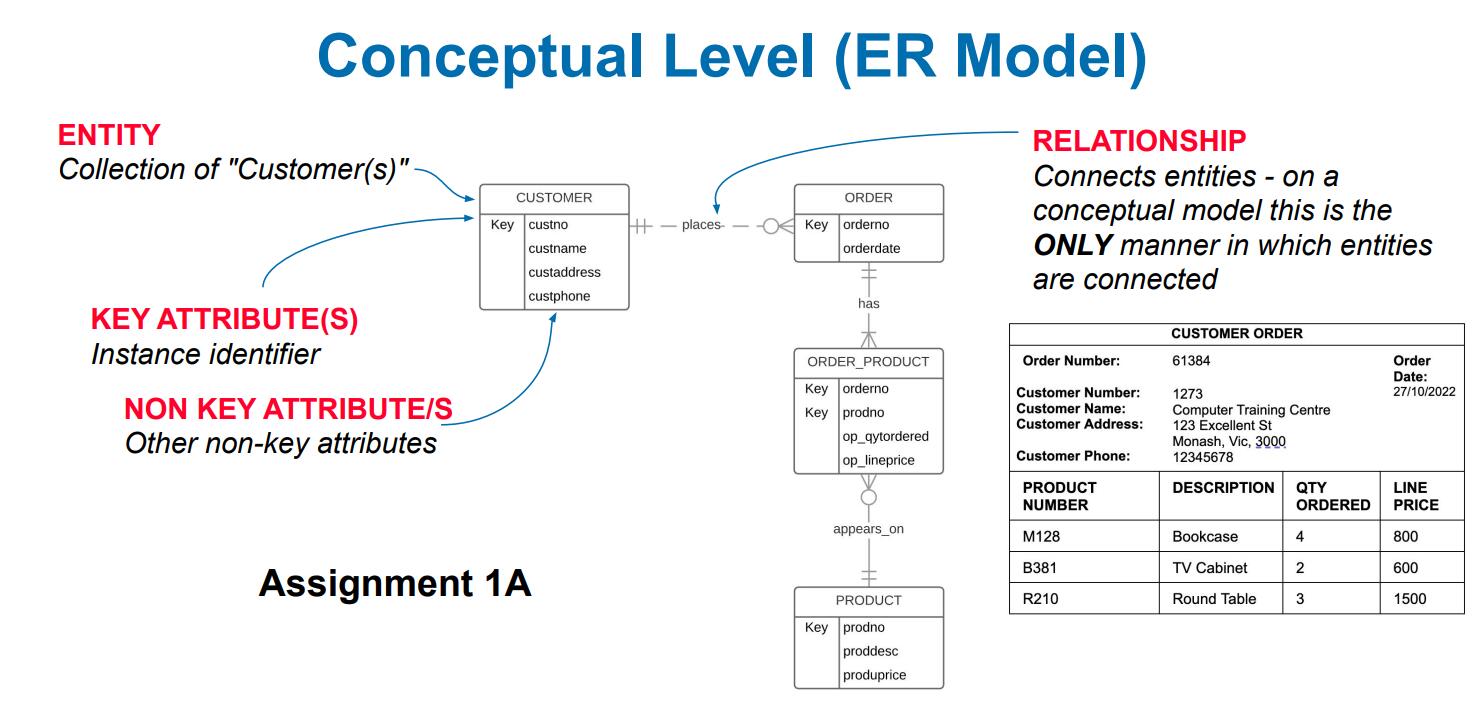 Conceptual Level (ER Model)
ENTITY
Collection of "Customer(s)"
KEY ATTRIBUTE(S)
Instance identifier
NON KEY ATTRIBUTE/S
Other non-key attributes
Assignment 1A
CUSTOMER
Key custno
custname
custaddress
custphone
places
ORDER
Key orderno
orderdate
has
ORDER_PRODUCT
Key orderno
Key prodno
op_qytordered
op_lineprice
appears_on
PRODUCT
Key prodno
proddesc
produprice
RELATIONSHIP
Connects entities - on a
conceptual model this is the
ONLY manner in which entities
are connected
CUSTOMER ORDER
Order Number: 61384 Order
Date:
27/10/2022
Customer Number: 1273
Customer Name: Computer Training Centre
Customer Address: 123 Excellent St
Monash, Vic, 3000
Customer Phone: 12345678
PRODUCT NUMBER DESCRIPTION QTY ORDERED LINE PRICE
M128 Bookcase 4 800
B381 TV Cabinet 2 600
R210 Round Table 3 1500